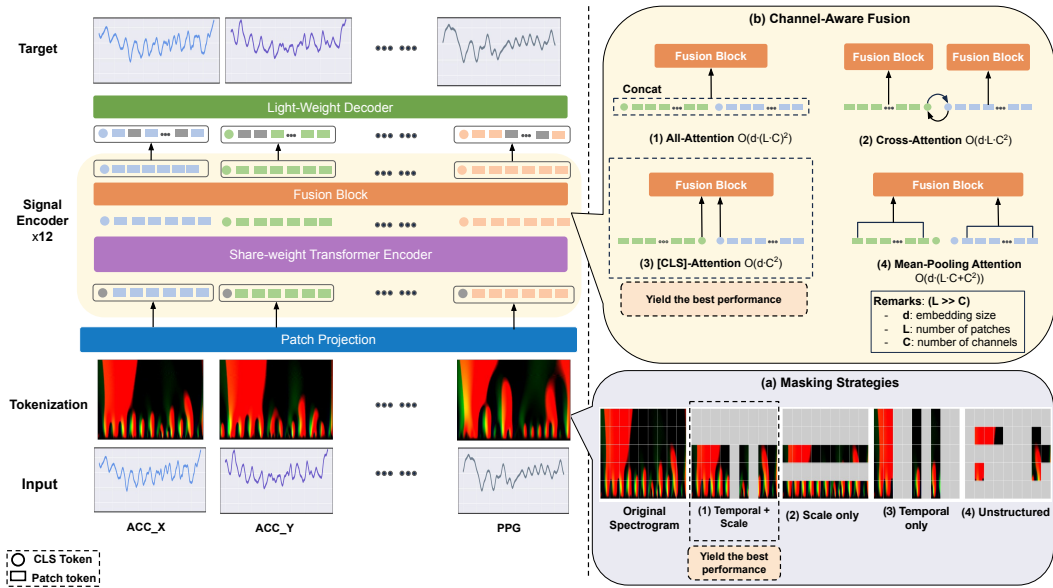 Target
Light-Weight Decoder
Signal
Encoder
x12
Fusion Block
Share-weight Transformer Encoder
Patch Projection
Tokenization
Input
ACC_X
ACC_Y
PPG
CLS Token
Patch token
(b) Channel-Aware Fusion
Fusion Block
Concat
(1) All-Attention O(d·(L·C)²)
Fusion Block
Fusion Block
(2) Cross-Attention O(d·L·C²)
Fusion Block
(3) [CLS]-Attention O(d·C²)
Yield the best performance
Fusion Block
(4) Mean-Pooling Attention
O(d·(L·C+C²))
Remarks: (L >> C)
- d: embedding size
- L: number of patches
- C: number of channels
(a) Masking Strategies
Original
Spectrogram
(1) Temporal +
Scale
(2) Scale only
(3) Temporal
only
(4) Unstructured
Yield the best
performance